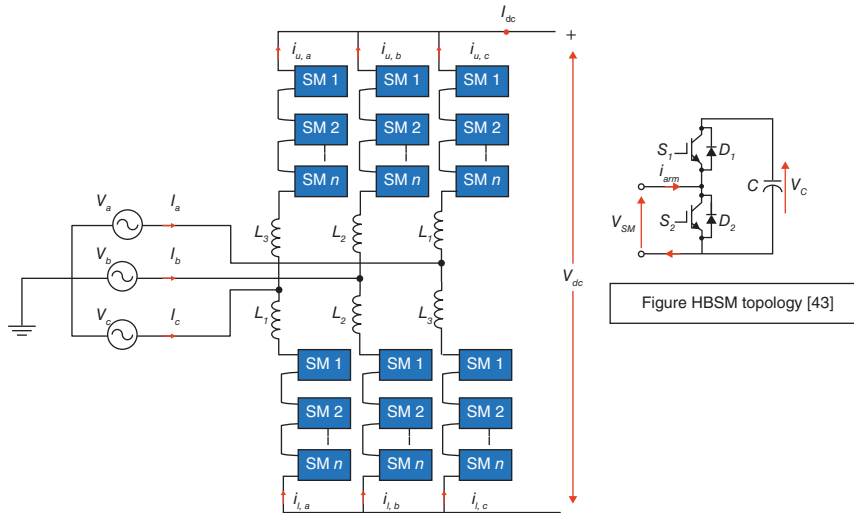 I_dc
+
i_u, a
i_u, b
i_u, c
SM 1
SM 1
SM 1
SM 2
SM 2
SM 2
SM n
SM n
SM n
V_a
I_a
L_3
L_2
L_1
V_b
I_b
V_c
I_c
L_1
L_2
L_3
V_dc
SM 1
SM 1
SM 1
SM 2
SM 2
SM 2
SM n
SM n
SM n
i_l, a
i_l, b
i_l, c
S_1
D_1
i_arm
C
V_C
V_SM
S_2
D_2
Figure HBSM topology [43]